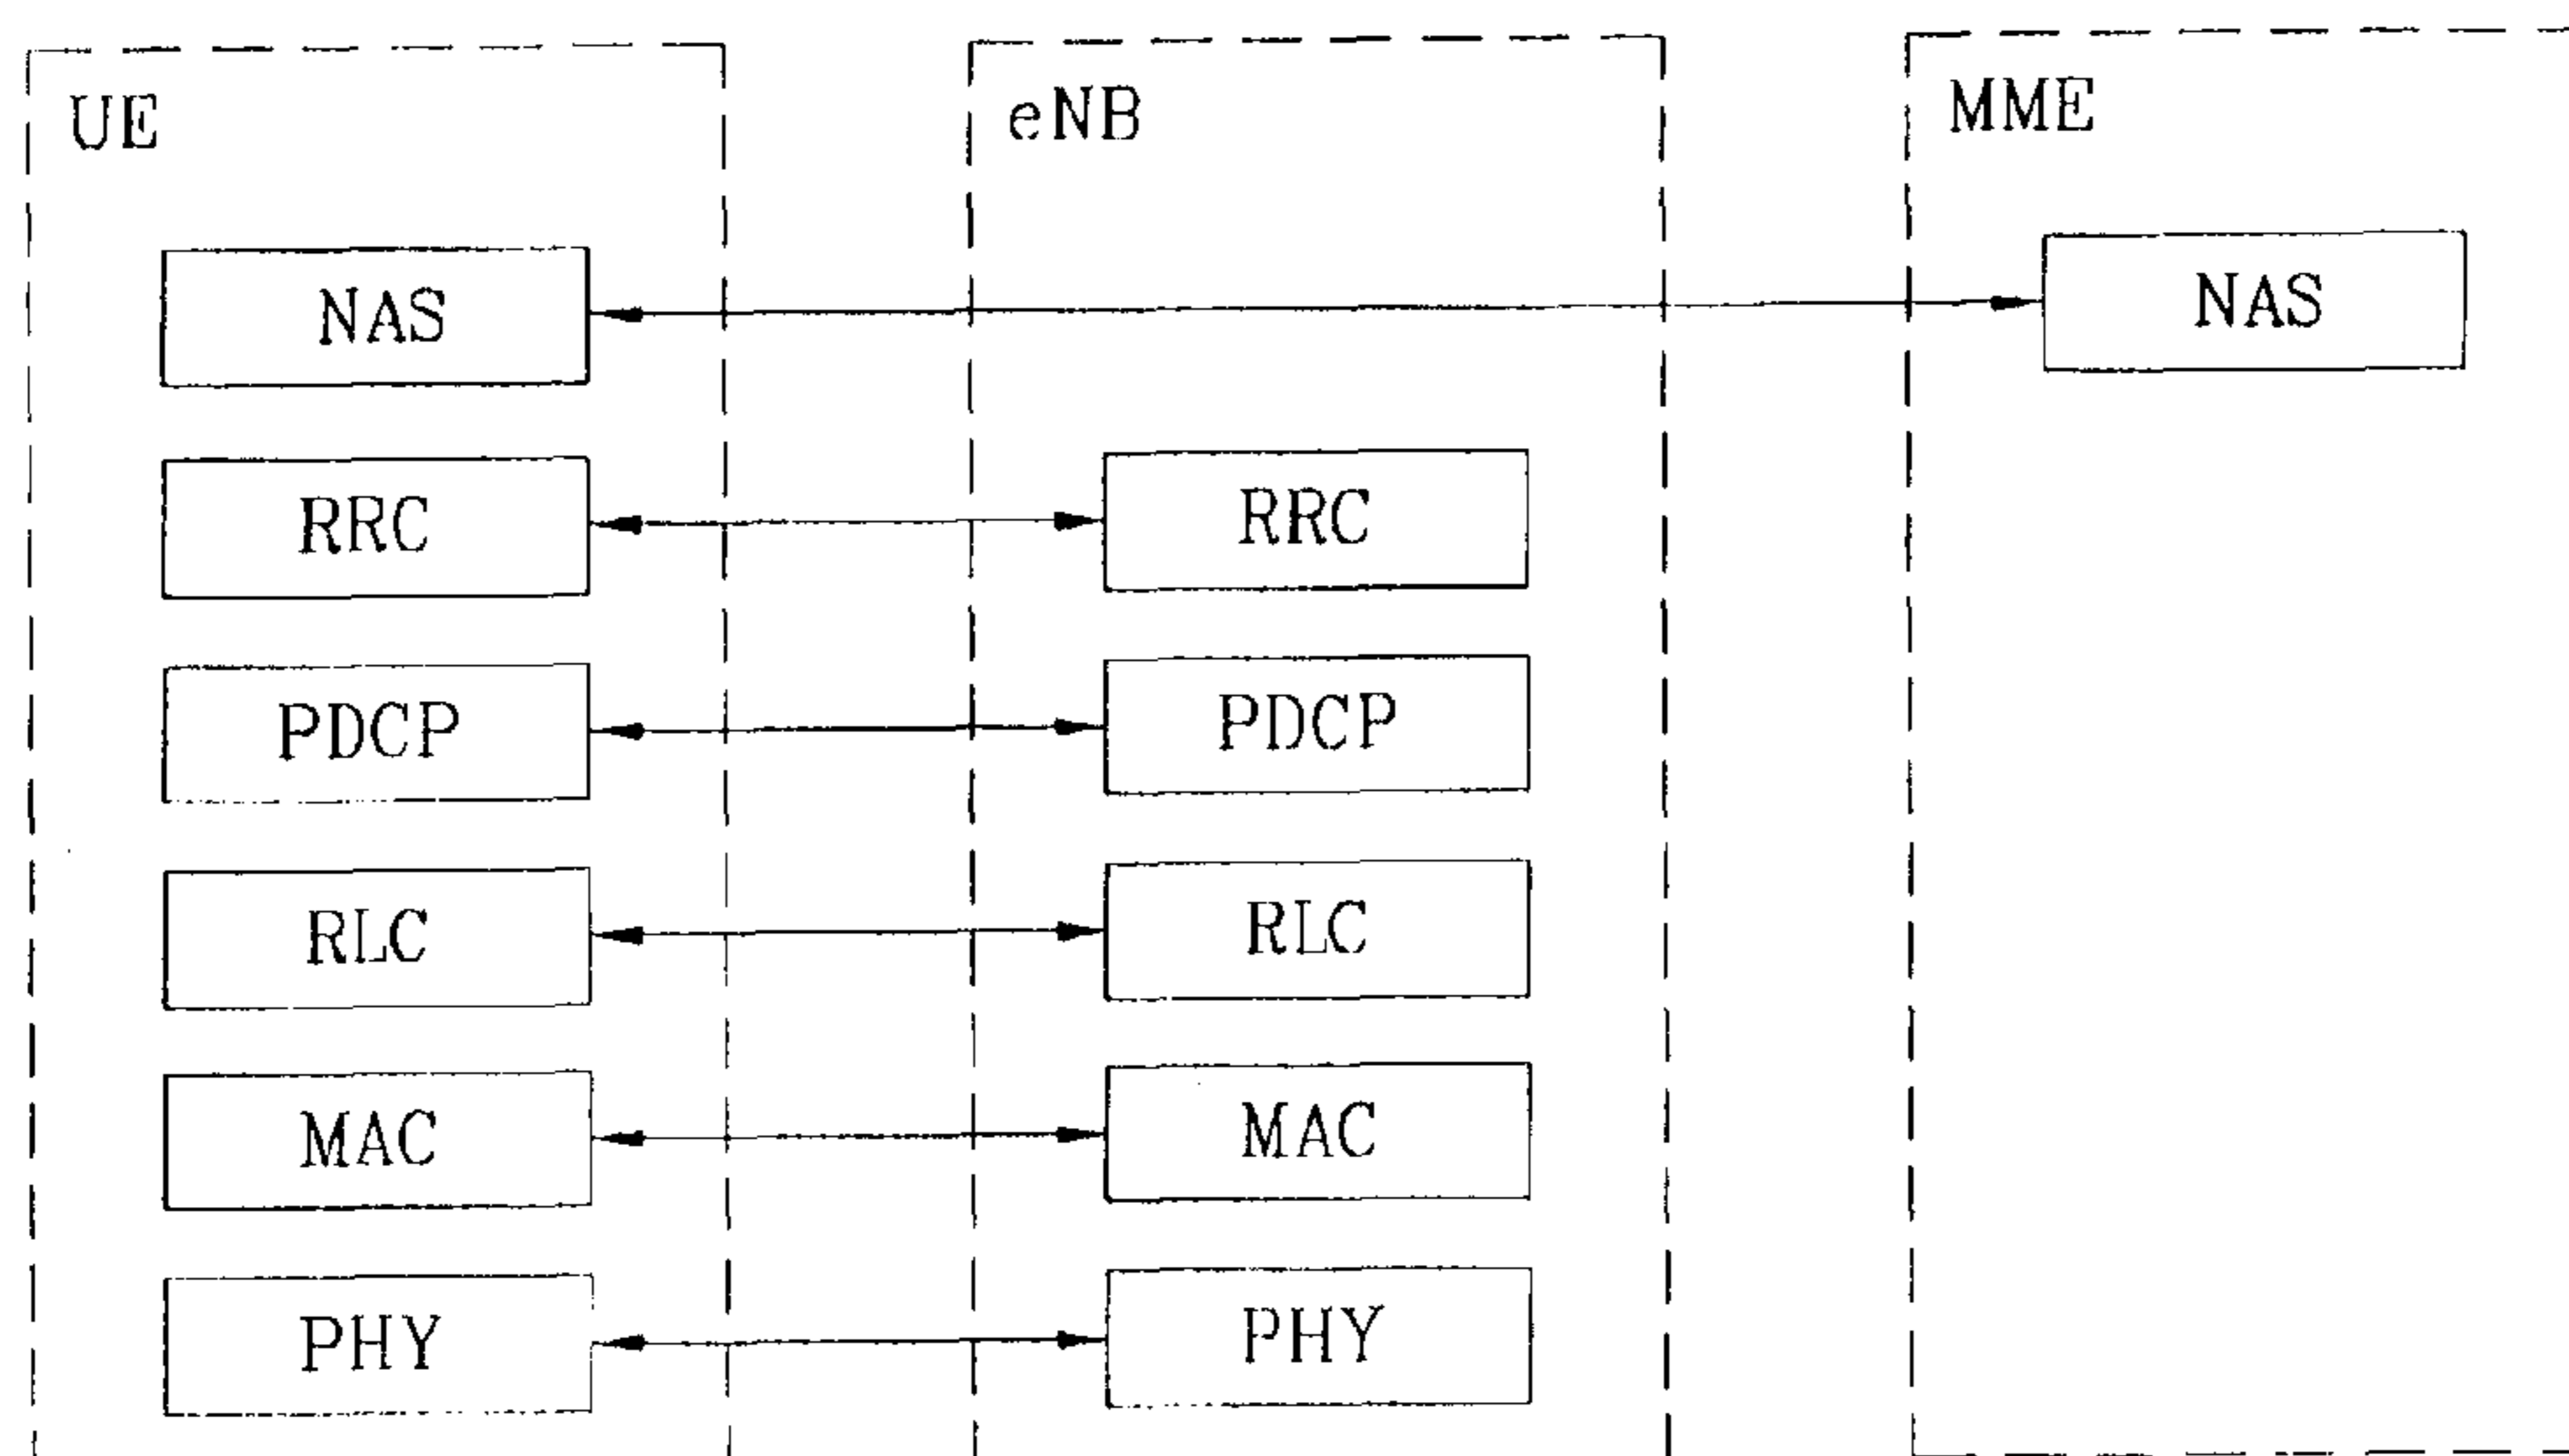 UE
eNB
MME
NAS
NAS
RRC
RRC
PDCP
PDCP
RLC
RLC
MAC
MAC
PHY
PHY